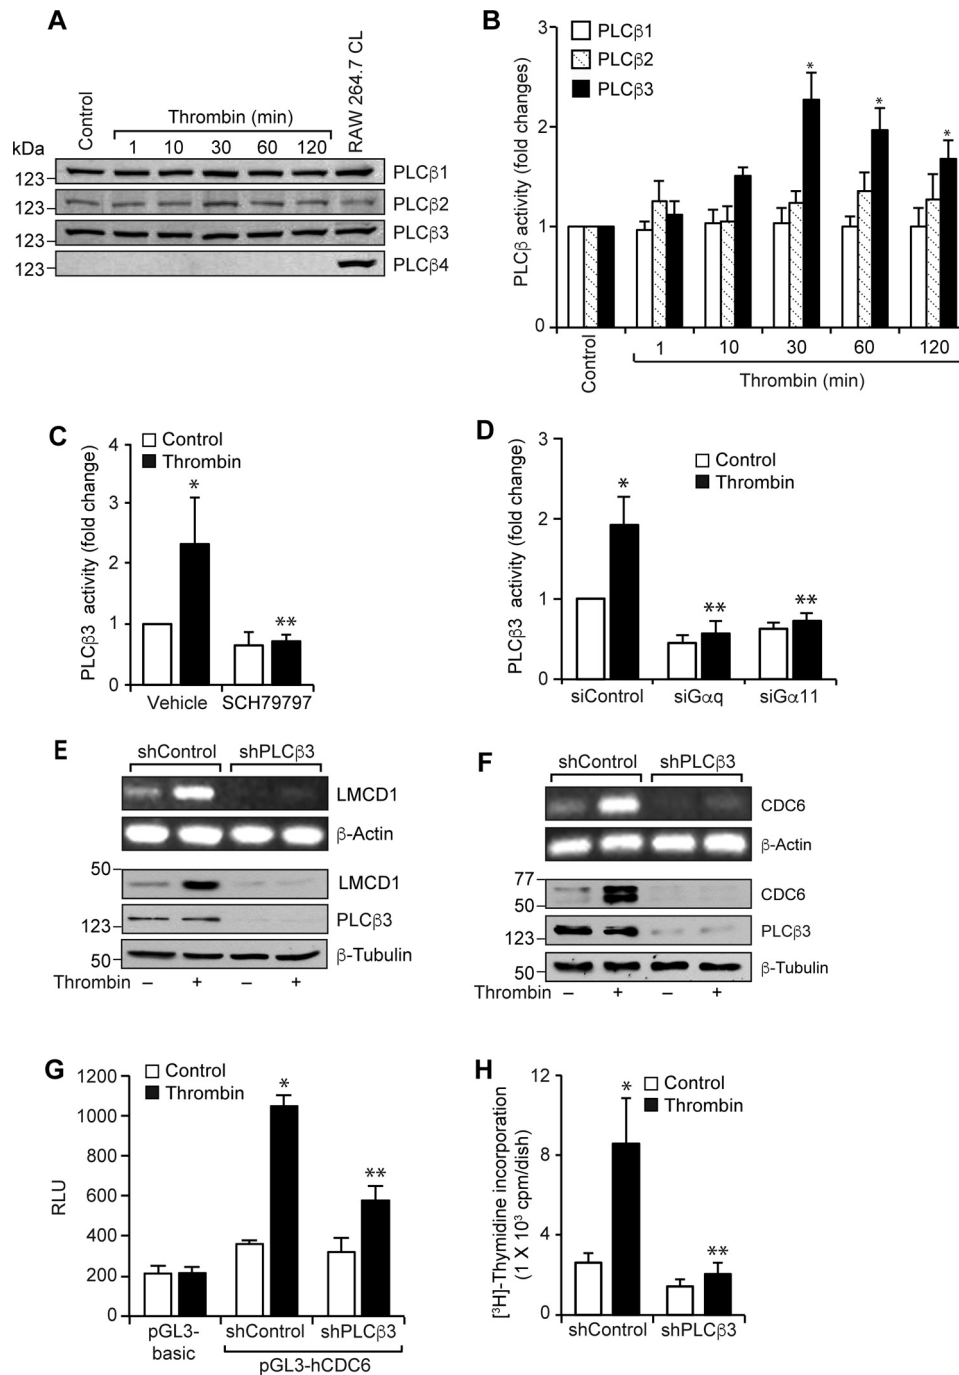 A
Control
Thrombin (min)
RAW 264.7 CL
kDa
1 10 30 60 120
123 PLCβ1
123 PLCβ2
123 PLCβ3
123 PLCβ4
B
PLCβ1
PLCβ2
PLCβ3
PLCβ activity (fold changes)
3
2
1
0
* * *
Control 1 10 30 60 120
Thrombin (min)
C
Control
Thrombin
PLCβ3 activity (fold change)
4
3
2
1
0
* **
Vehicle SCH79797
D
Control
Thrombin
PLCβ3 activity (fold change)
3
2
1
0
* ** **
siControl siGαq siGα11
E
shControl shPLCβ3
LMCD1
β-Actin
50 LMCD1
123 PLCβ3
50 β-Tubulin
Thrombin – + – +
F
shControl shPLCβ3
CDC6
β-Actin
77
50 CDC6
123 PLCβ3
50 β-Tubulin
Thrombin – + – +
G
Control
Thrombin
RLU
1200
1000
800
600
400
200
0
* **
pGL3-
basic
shControl shPLCβ3
pGL3-hCDC6
H
Control
Thrombin
[³H]-Thymidine incorporation
(1 X 10³ cpm/dish)
12
8
4
0
* **
shControl shPLCβ3